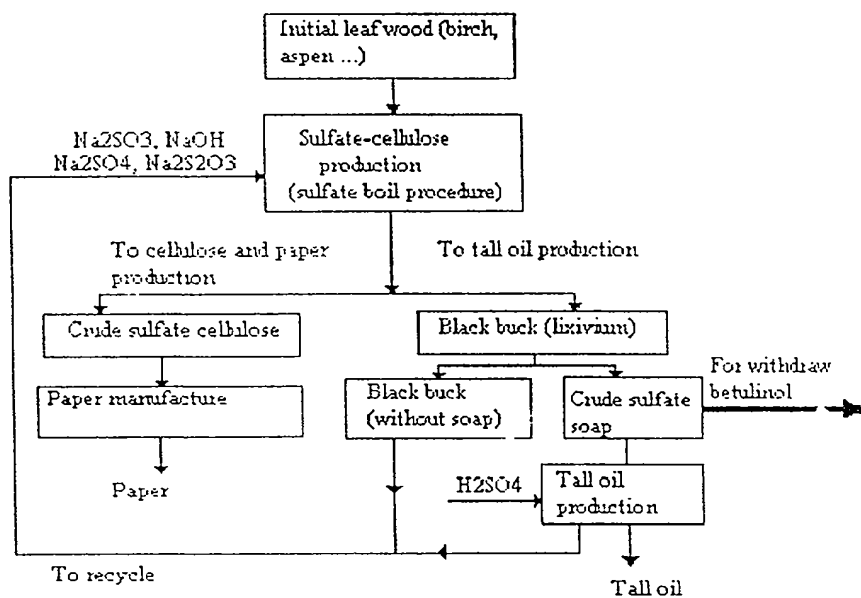 Initial leaf wood (birch,
aspen ...)
Na2SO3, NaOH
Na2SO4, Na2S2O3
Sulfate-cellulose
production
(sulfate boil procedure)
To cellulose and paper
production
To tall oil production
Crude sulfate cellulose
Black buck (lixivium)
Paper manufacture
Black buck
(without soap)
Crude sulfate
soap
For withdraw
betulinol
Paper
H2SO4
Tall oil
production
To recycle
Tall oil